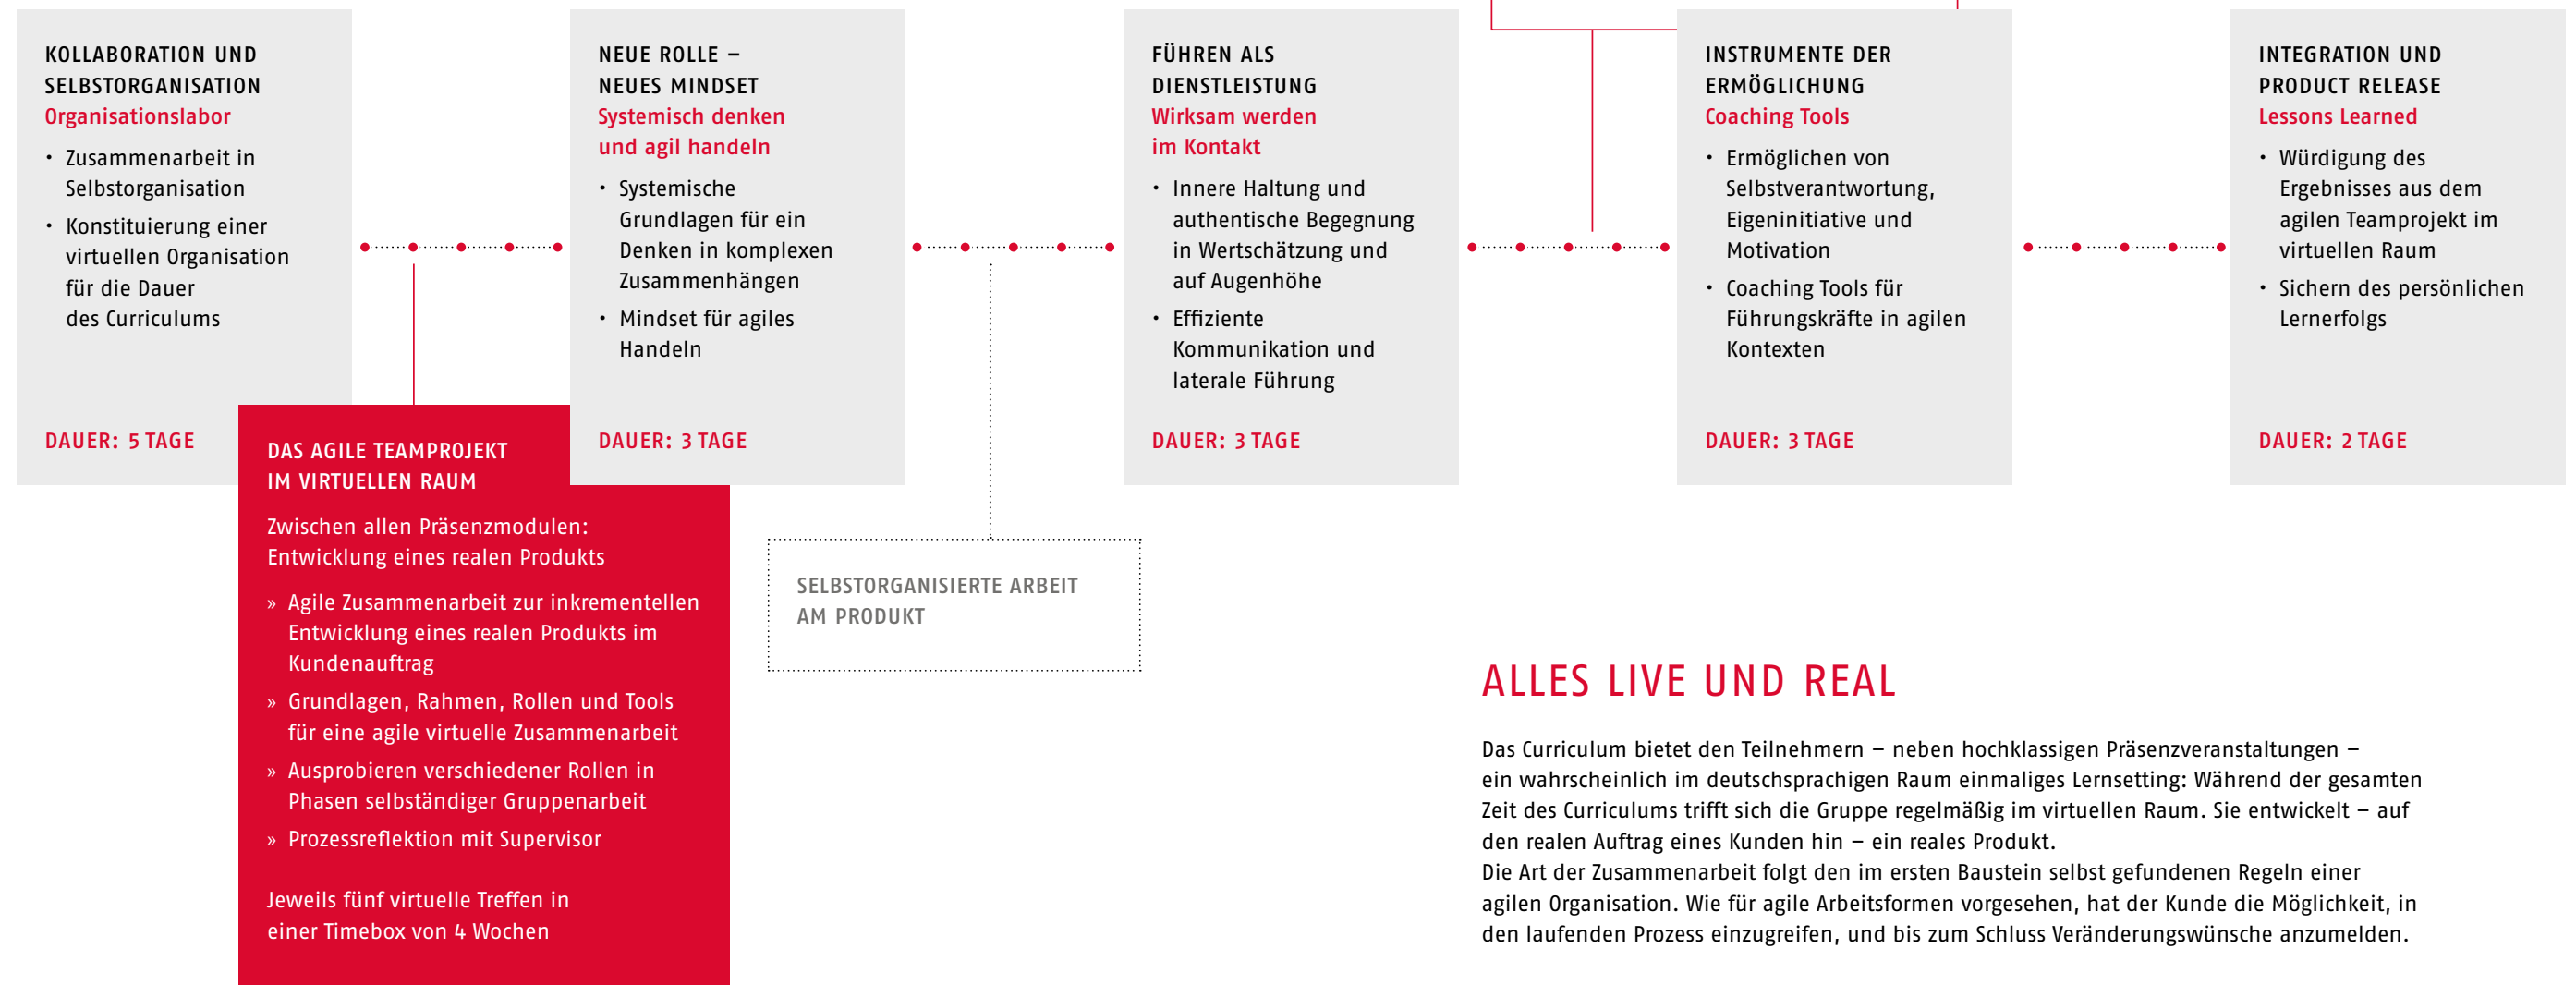 KOLLABORATION UND
SELBSTORGANISATION
Organisationslabor
• Zusammenarbeit in
Selbstorganisation
• Konstituierung einer
virtuellen Organisation
für die Dauer
des Curriculums
DAUER: 5 TAGE
DAS AGILE TEAMPROJEKT
IM VIRTUELLEN RAUM
Zwischen allen Präsenzmodulen:
Entwicklung eines realen Produkts
» Agile Zusammenarbeit zur inkrementellen
Entwicklung eines realen Produkts im
Kundenauftrag
» Grundlagen, Rahmen, Rollen und Tools
für eine agile virtuelle Zusammenarbeit
» Ausprobieren verschiedener Rollen in
Phasen selbständiger Gruppenarbeit
» Prozessreflektion mit Supervisor
Jeweils fünf virtuelle Treffen in
einer Timebox von 4 Wochen
NEUE ROLLE –
NEUES MINDSET
Systemisch denken
und agil handeln
• Systemische
Grundlagen für ein
Denken in komplexen
Zusammenhängen
• Mindset für agiles
Handeln
DAUER: 3 TAGE
SELBSTORGANISIERTE ARBEIT
AM PRODUKT
FÜHREN ALS
DIENSTLEISTUNG
Wirksam werden
im Kontakt
• Innere Haltung und
authentische Begegnung
in Wertschätzung und
auf Augenhöhe
• Effiziente
Kommunikation und
laterale Führung
DAUER: 3 TAGE
INSTRUMENTE DER
ERMÖGLICHUNG
Coaching Tools
• Ermöglichen von
Selbstverantwortung,
Eigeninitiative und
Motivation
• Coaching Tools für
Führungskräfte in agilen
Kontexten
DAUER: 3 TAGE
INTEGRATION UND
PRODUCT RELEASE
Lessons Learned
• Würdigung des
Ergebnisses aus dem
agilen Teamprojekt im
virtuellen Raum
• Sichern des persönlichen
Lernerfolgs
DAUER: 2 TAGE
ALLES LIVE UND REAL
Das Curriculum bietet den Teilnehmern – neben hochklassigen Präsenzveranstaltungen –
ein wahrscheinlich im deutschsprachigen Raum einmaliges Lernsetting: Während der gesamten
Zeit des Curriculums trifft sich die Gruppe regelmäßig im virtuellen Raum. Sie entwickelt – auf
den realen Auftrag eines Kunden hin – ein reales Produkt.
Die Art der Zusammenarbeit folgt den im ersten Baustein selbst gefundenen Regeln einer
agilen Organisation. Wie für agile Arbeitsformen vorgesehen, hat der Kunde die Möglichkeit, in
den laufenden Prozess einzugreifen, und bis zum Schluss Veränderungswünsche anzumelden.